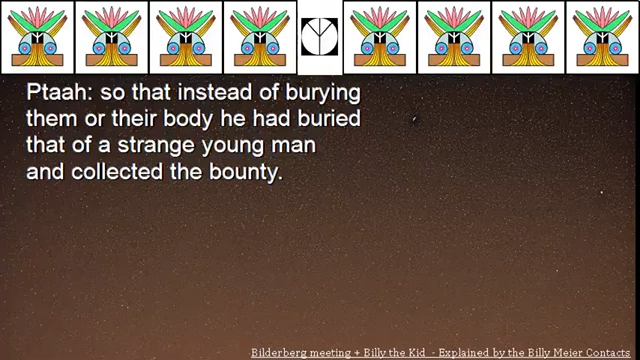 Ptaah: so that instead of burying
them or their body he had buried
that of a strange young man
and collected the bounty.
Bilderberg meeting + Billy the Kid - Explained by the Billy Meier Contacts